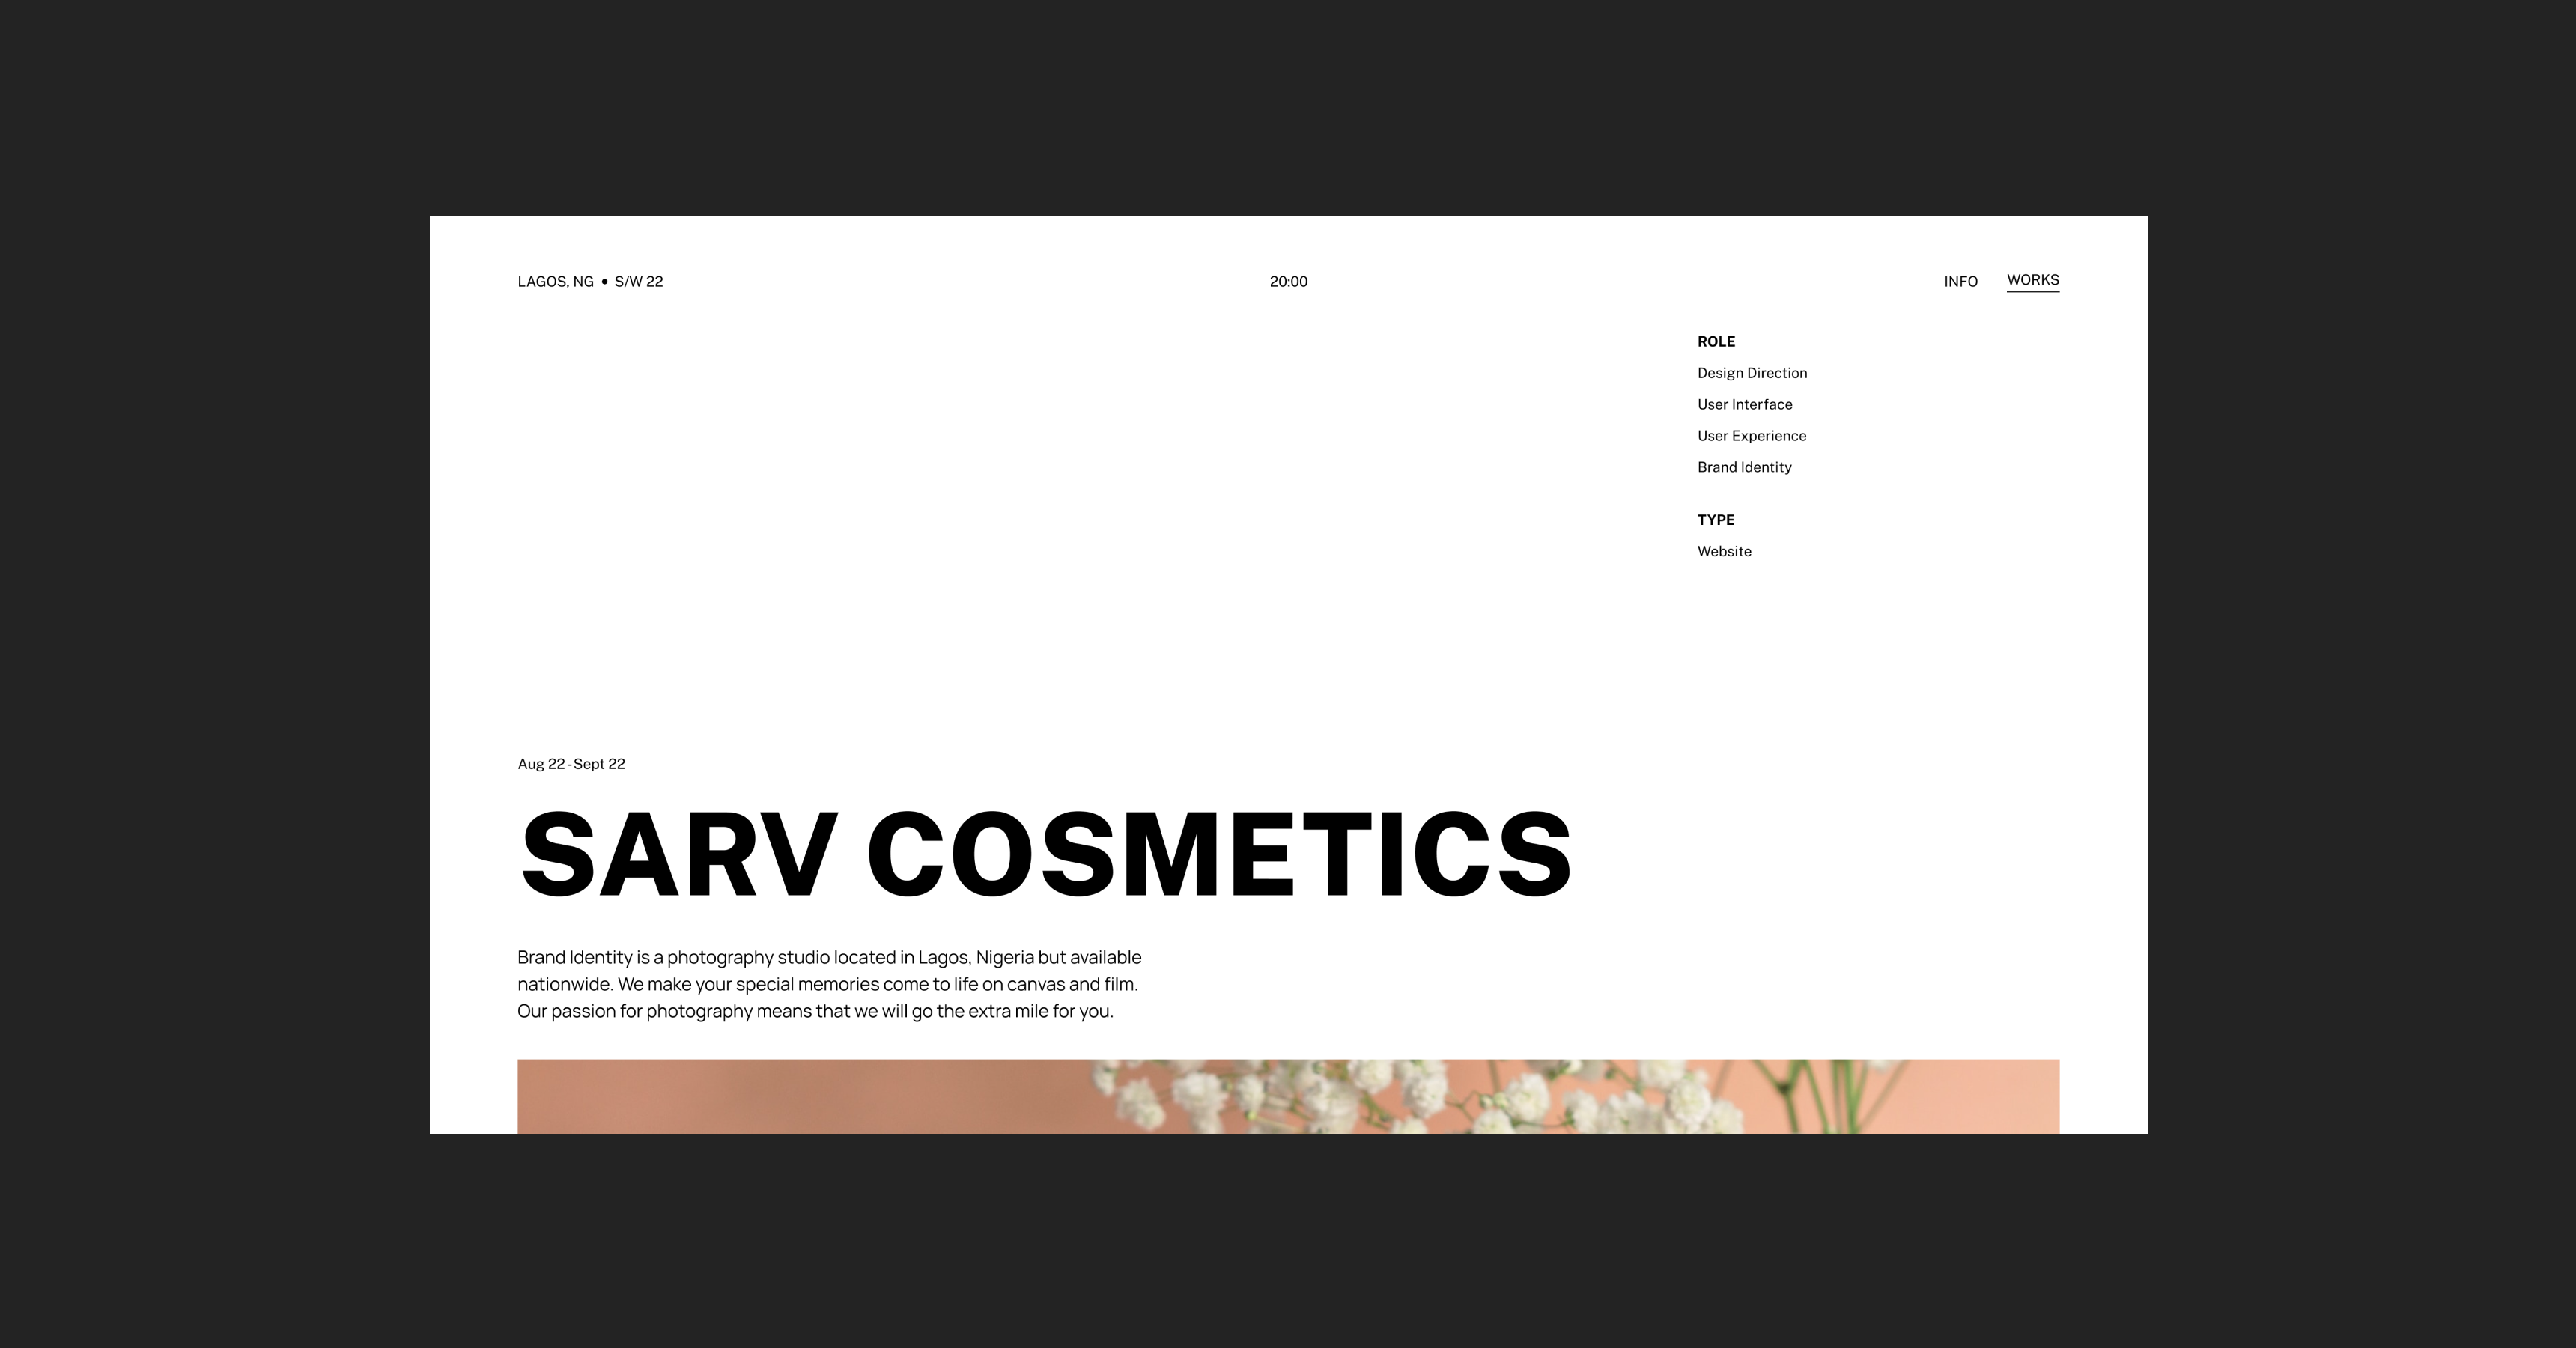 LAGOS, NG • S/W 22
20:00
INFO
WORKS
ROLE
Design Direction
User Interface
User Experience
Brand Identity
TYPE
Website
Aug 22 - Sept 22
SARV COSMETICS
Brand Identity is a photography studio located in Lagos, Nigeria but available
nationwide. We make your special memories come to life on canvas and film.
Our passion for photography means that we will go the extra mile for you.